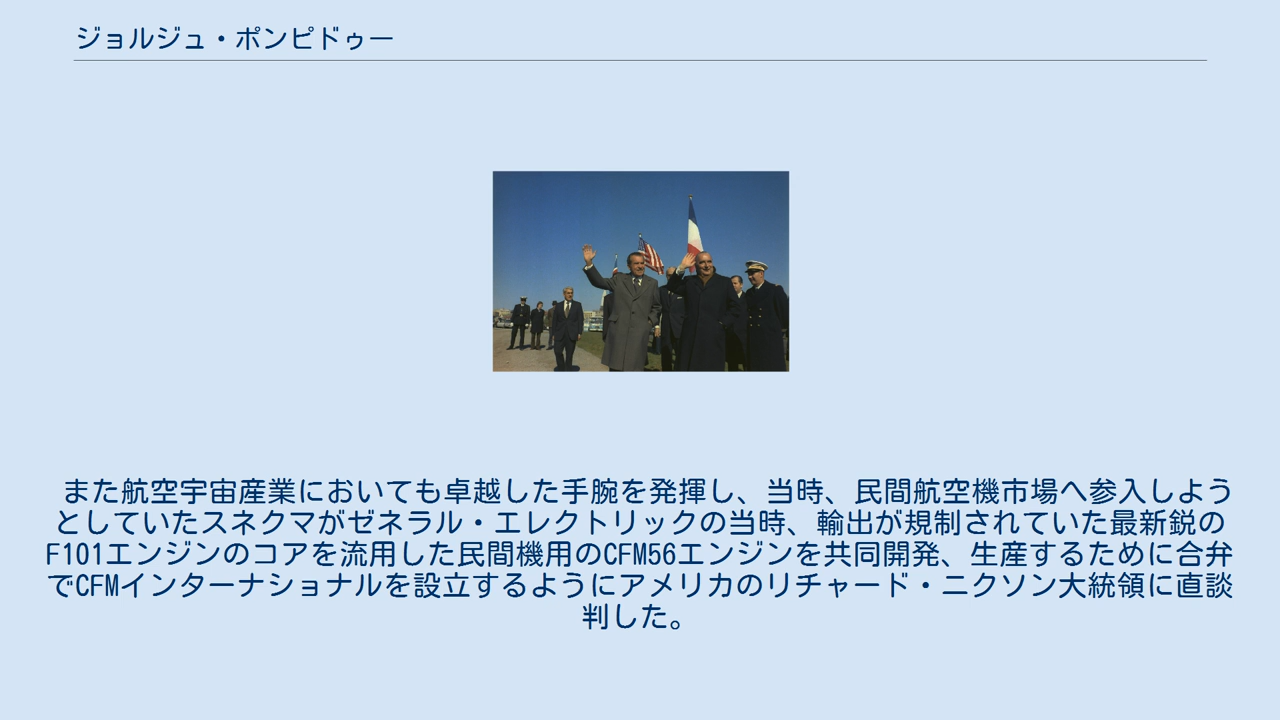 ジョルジュ・ポンピドゥー
また航空宇宙産業においても卓越した手腕を発揮し、当時、民間航空機市場へ参入しよう
としていたスネクマがゼネラル・エレクトリックの当時、輸出が規制されていた最新鋭の
F101エンジンのコアを流用した民間機用のCFM56エンジンを共同開発、生産するために合弁
でCFMインターナショナルを設立するようにアメリカのリチャード・ニクソン大統領に直談
判した。